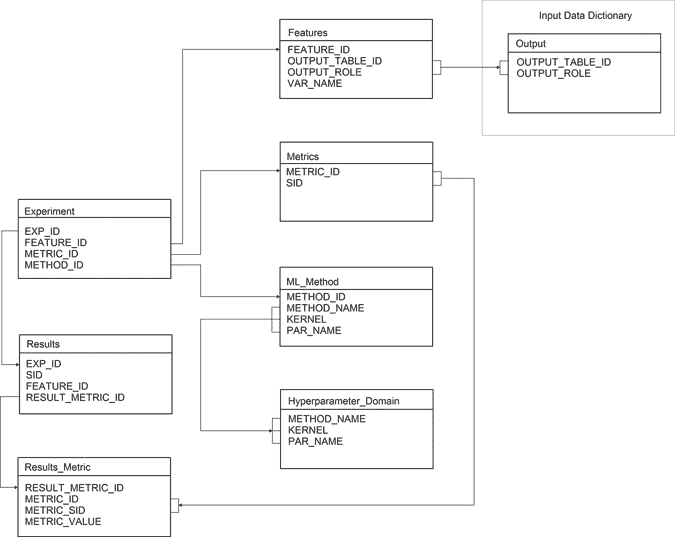 Input Data Dictionary
Features
FEATURE_ID
OUTPUT_TABLE_ID
OUTPUT_ROLE
VAR_NAME
Output
OUTPUT_TABLE_ID
OUTPUT_ROLE
Metrics
METRIC_ID
SID
Experiment
EXP_ID
FEATURE_ID
METRIC_ID
METHOD_ID
ML_Method
METHOD_ID
METHOD_NAME
KERNEL
PAR_NAME
Results
EXP_ID
SID
FEATURE_ID
RESULT_METRIC_ID
Hyperparameter_Domain
METHOD_NAME
KERNEL
PAR_NAME
Results_Metric
RESULT_METRIC_ID
METRIC_ID
METRIC_SID
METRIC_VALUE